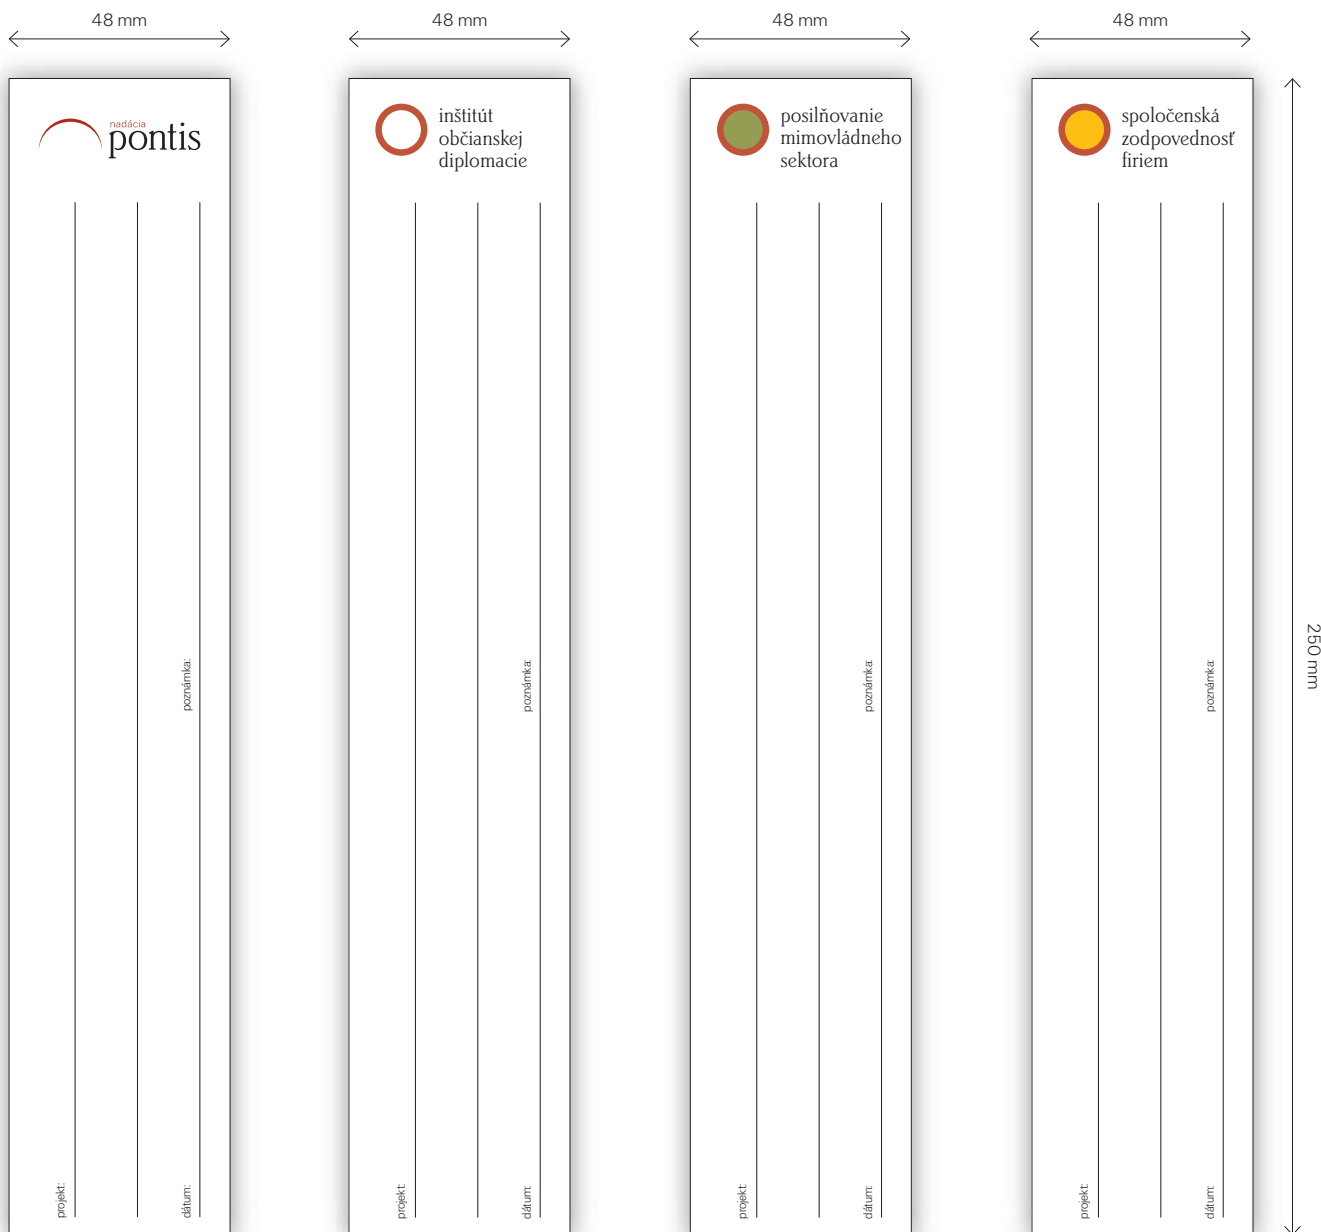 48 mm
48 mm
48 mm
48 mm
nadácia
pontis
inštitút
občianskej
diplomacie
posilňovanie
mimovládneho
sektora
spoločenská
zodpovednosť
firiem
poznámka:
poznámka:
poznámka:
poznámka:
250 mm
projekt:
dátum:
projekt:
dátum:
projekt:
dátum:
projekt:
dátum: